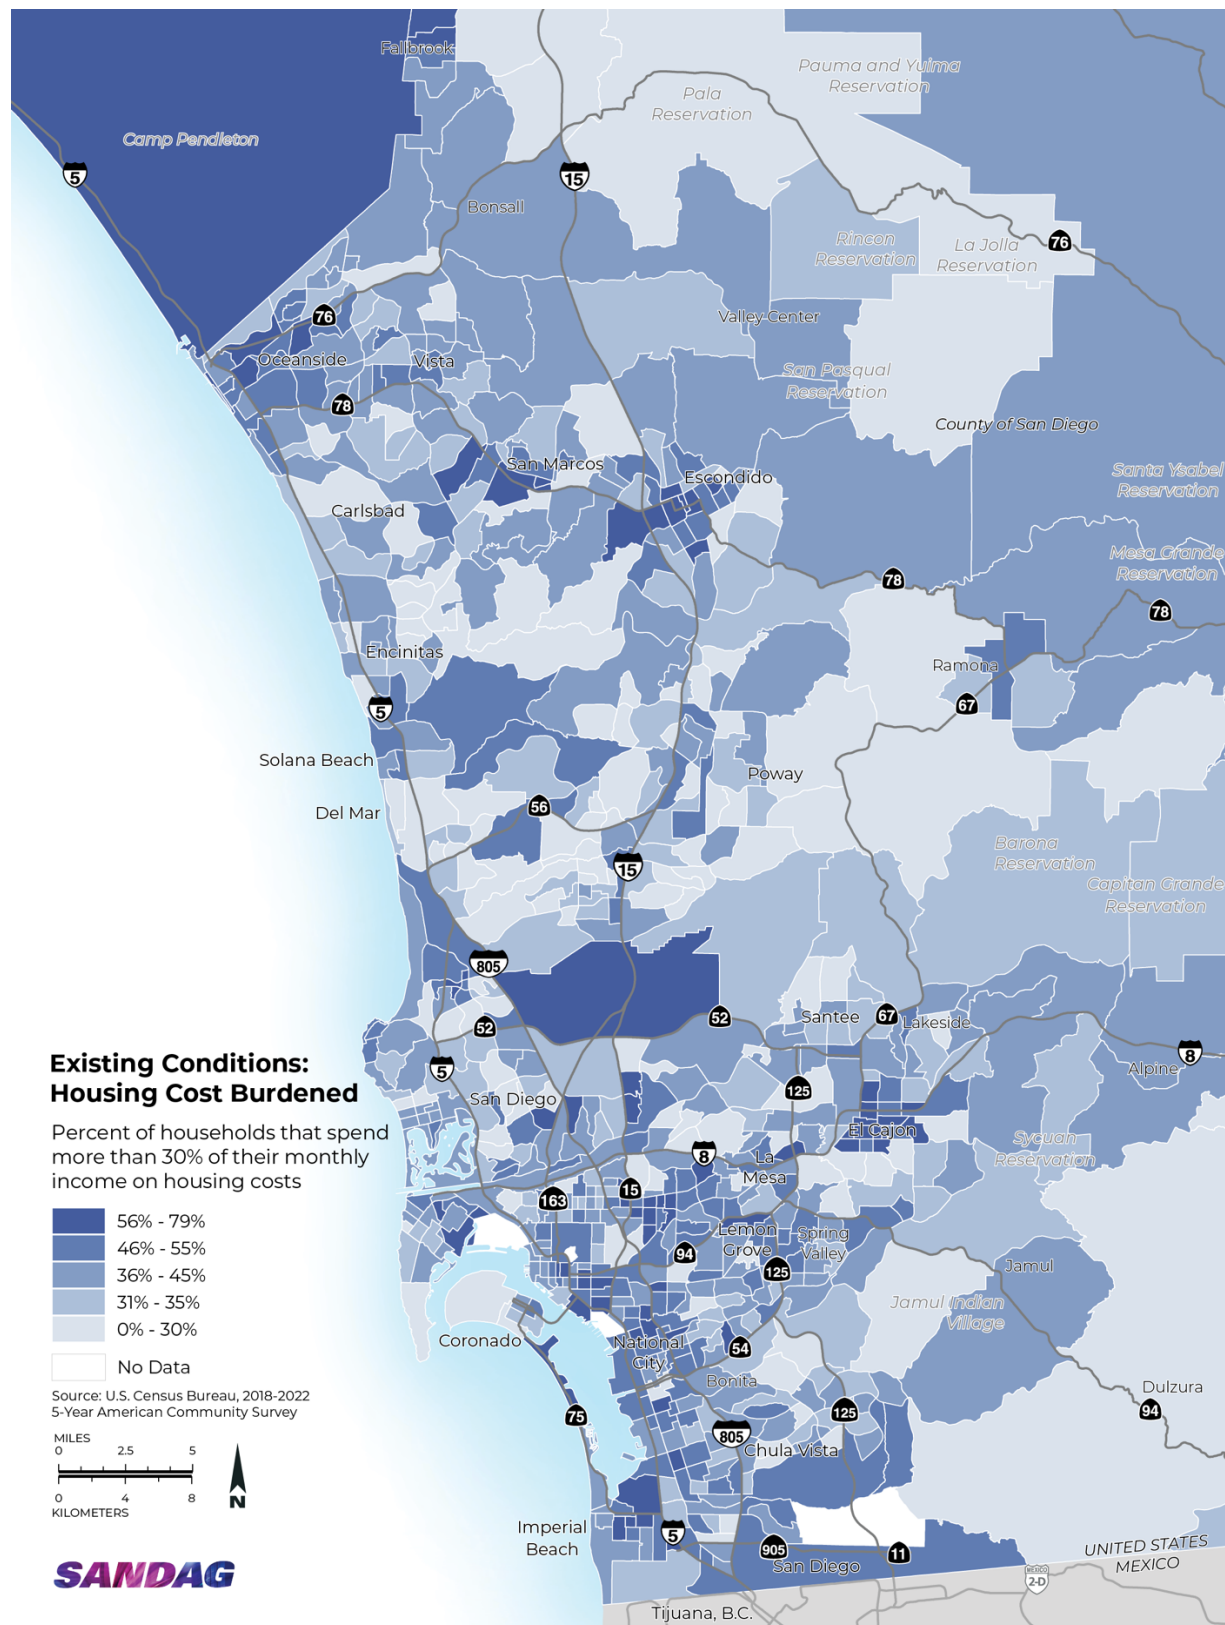 Fallbrook
Pauma and Yuima
Reservation
Pala
Reservation
Camp Pendleton
5
15
Bonsall
Rincon
Reservation
La Jolla
Reservation
76
76
Valley Center
Oceanside
Vista
San Pasqual
Reservation
78
County of San Diego
San Marcos
Escondido
Santa Ysabel
Reservation
Carlsbad
Mesa Grande
Reservation
78
78
Encinitas
Ramona
67
5
Solana Beach
Poway
Del Mar
56
Barona
Reservation
15
Capitan Grande
Reservation
805
52
52
Santee
67
Lakeside
5
8
Alpine
125
San Diego
El Cajon
Sycuan
Reservation
8
La
Mesa
15
163
Lemon
Grove
Spring
Valley
94
125
Jamul
Jamul Indian
Village
Coronado
National
City
54
Bonita
Dulzura
94
75
125
805
Chula Vista
Imperial
Beach
5
905
San Diego
11
UNITED STATES
MEXICO
MEXICO
2-D
Tijuana, B.C.
Existing Conditions:
Housing Cost Burdened
Percent of households that spend
more than 30% of their monthly
income on housing costs
56% - 79%
46% - 55%
36% - 45%
31% - 35%
0% - 30%
No Data
Source: U.S. Census Bureau, 2018-2022
5-Year American Community Survey
MILES
0 2.5 5
0 4 8
KILOMETERS
N
SANDAG